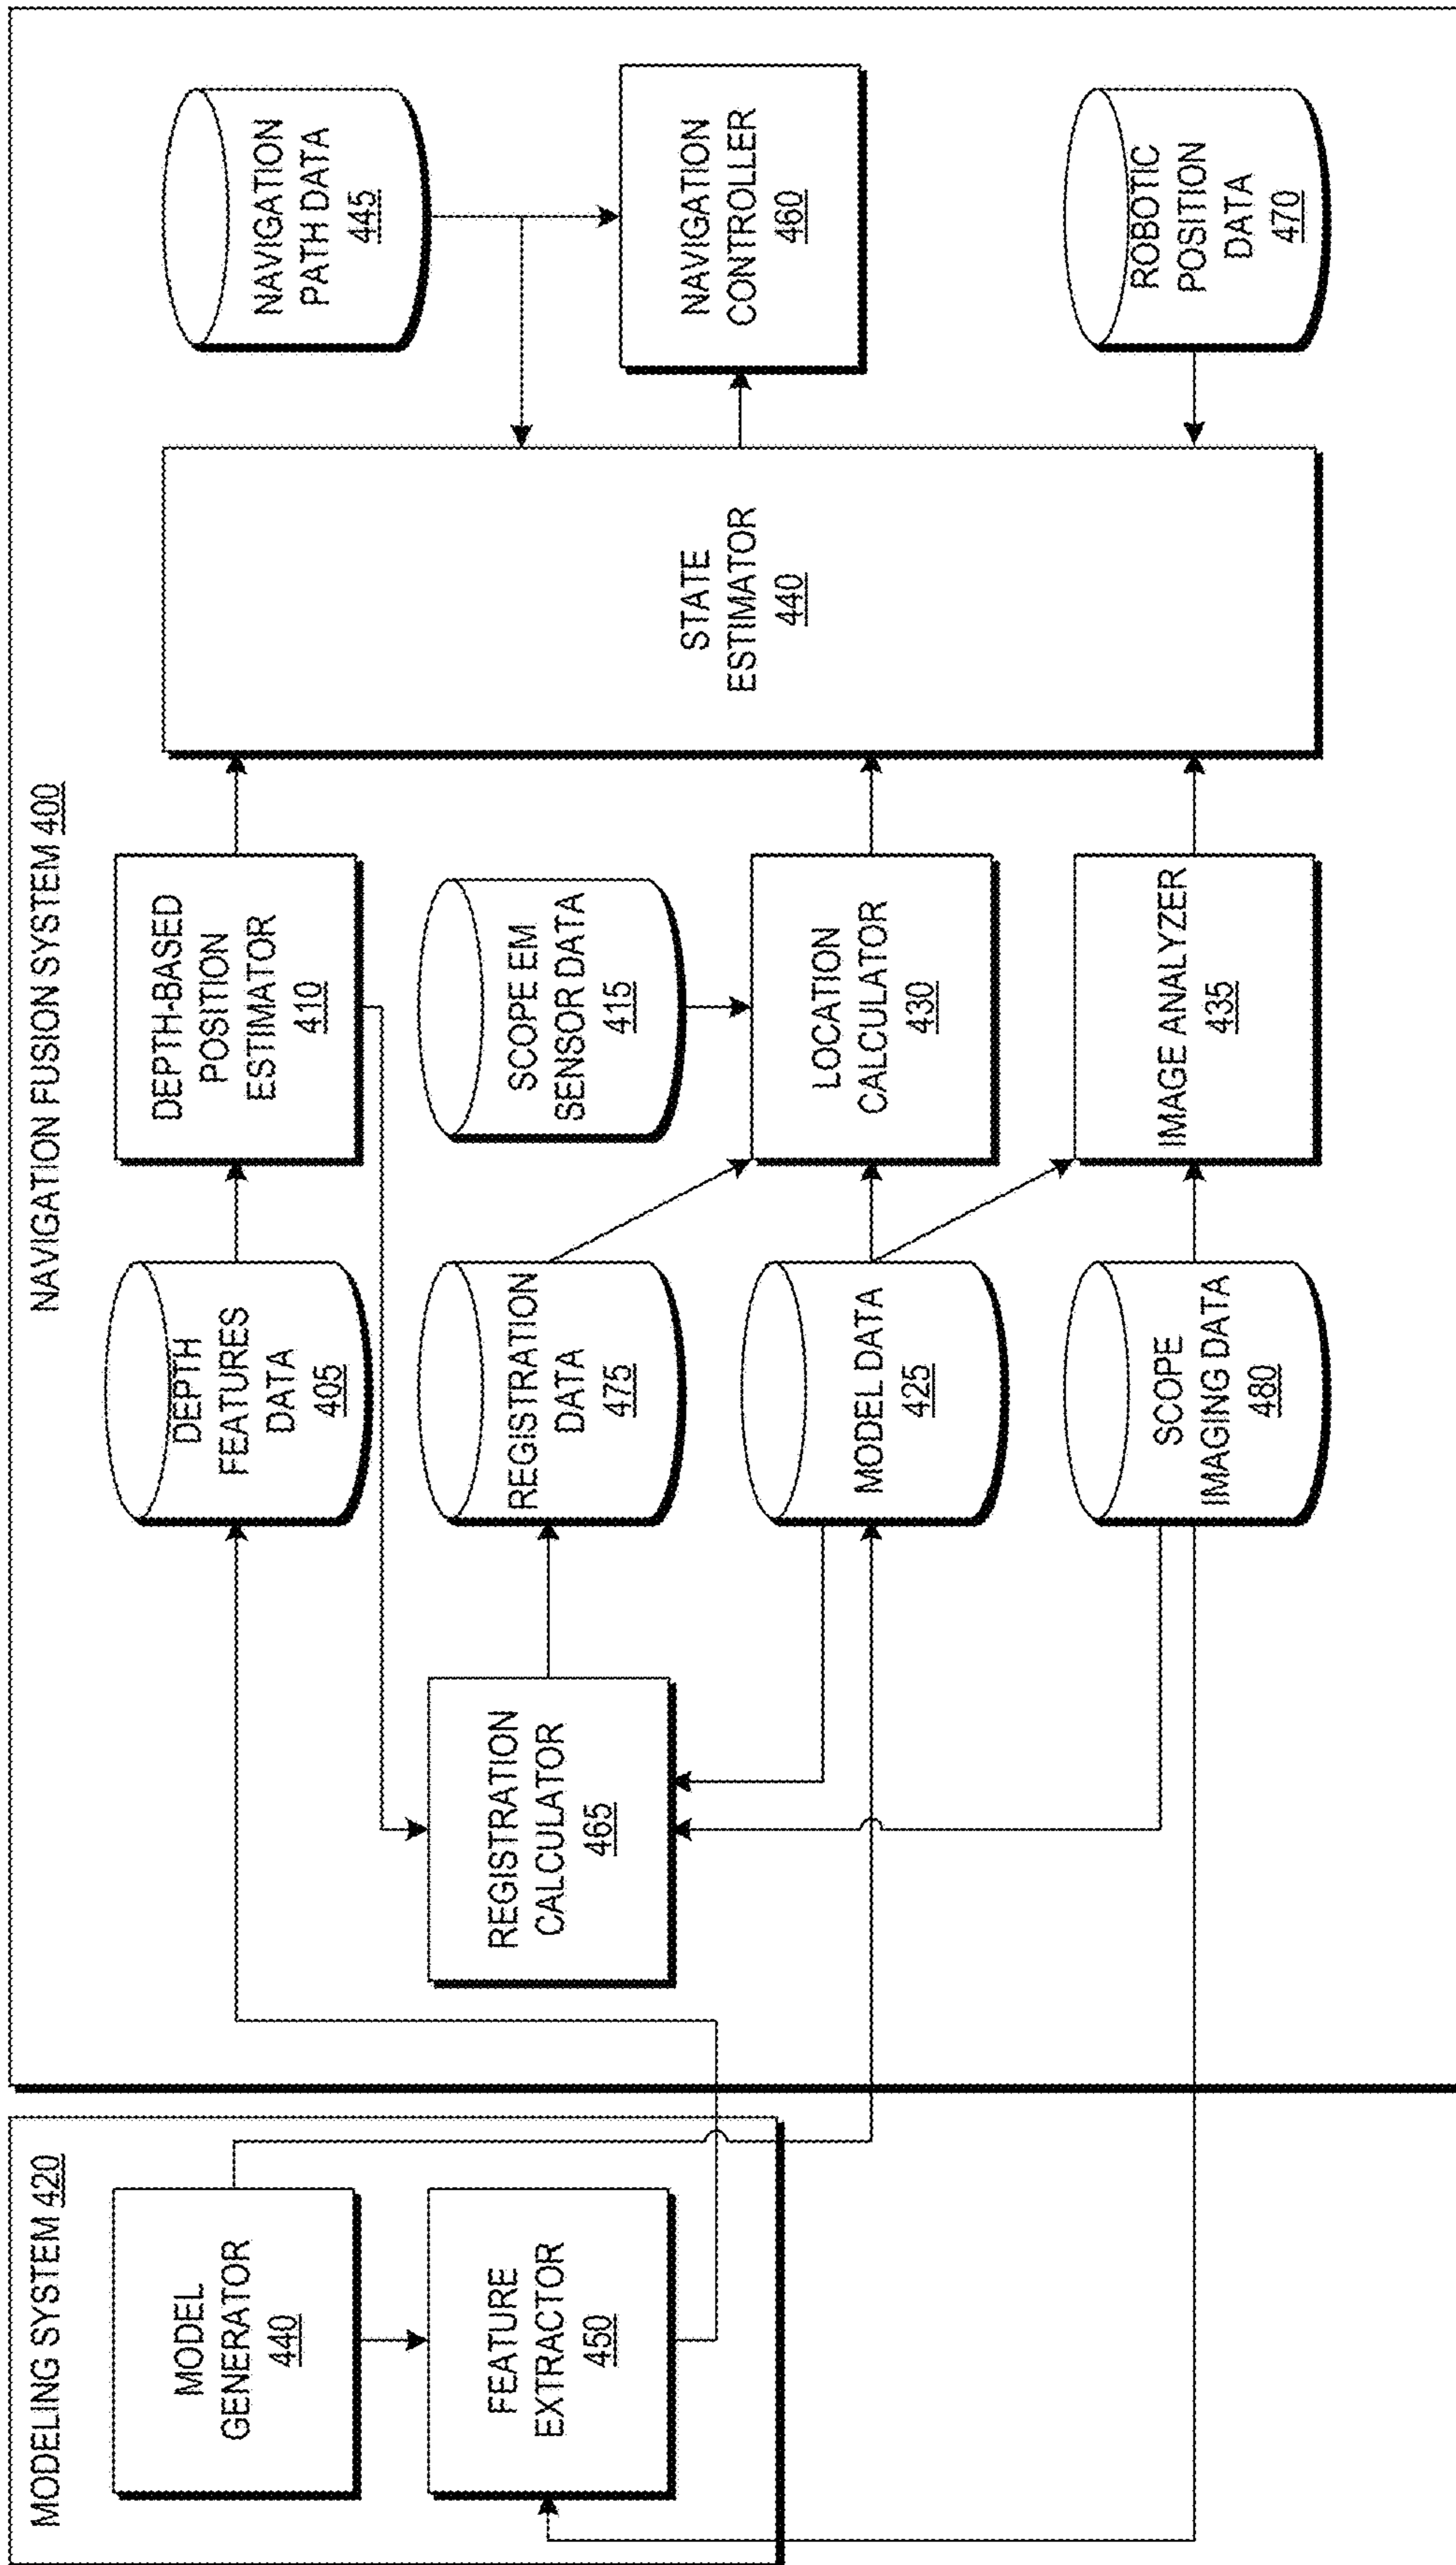 MODELING SYSTEM 420
MODEL
GENERATOR
440
FEATURE
EXTRACTOR
450
NAVIGATION FUSION SYSTEM 400
REGISTRATION
CALCULATOR
465
DEPTH
FEATURES
DATA
405
REGISTRATION
DATA
475
MODEL DATA
425
SCOPE
IMAGING DATA
480
DEPTH-BASED
POSITION
ESTIMATOR
410
SCOPE EM
SENSOR DATA
415
LOCATION
CALCULATOR
430
IMAGE ANALYZER
435
STATE
ESTIMATOR
440
NAVIGATION
PATH DATA
445
NAVIGATION
CONTROLLER
460
ROBOTIC
POSITION
DATA
470